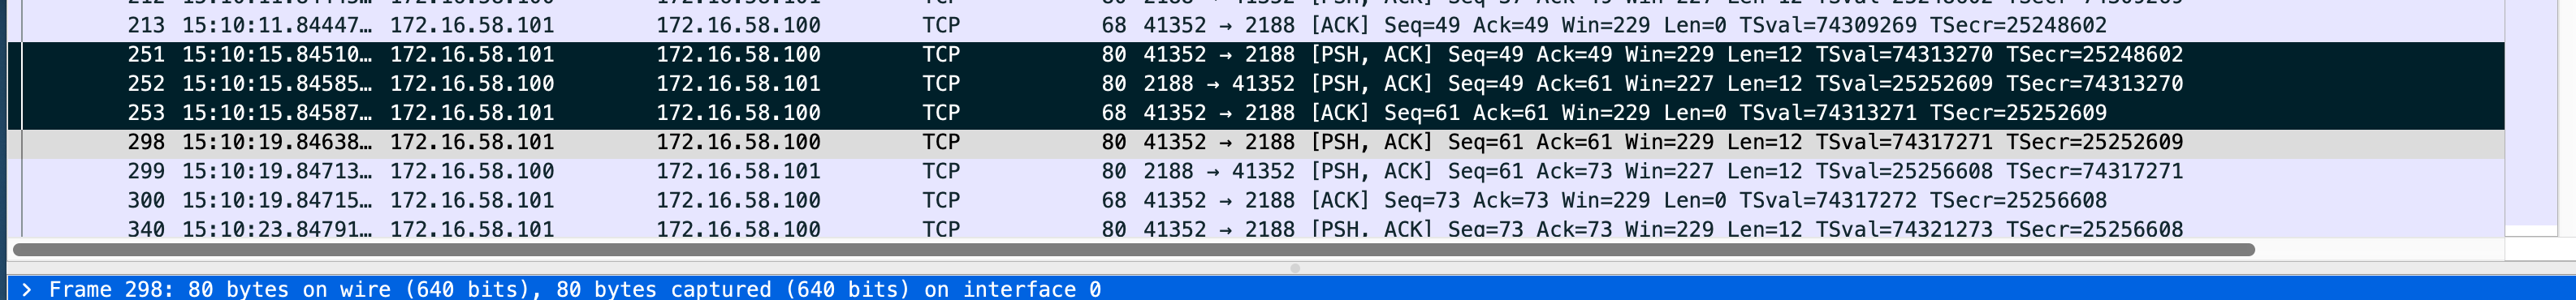 213 15:10:11.84447… 172.16.58.101 172.16.58.100 TCP 68 41352 → 2188 [ACK] Seq=49 Ack=49 Win=229 Len=0 TSval=74309269 TSecr=25248602
251 15:10:15.84510… 172.16.58.101 172.16.58.100 TCP 80 41352 → 2188 [PSH, ACK] Seq=49 Ack=49 Win=229 Len=12 TSval=74313270 TSecr=25248602
252 15:10:15.84585… 172.16.58.100 172.16.58.101 TCP 80 2188 → 41352 [PSH, ACK] Seq=49 Ack=61 Win=227 Len=12 TSval=25252609 TSecr=74313270
253 15:10:15.84587… 172.16.58.101 172.16.58.100 TCP 68 41352 → 2188 [ACK] Seq=61 Ack=61 Win=229 Len=0 TSval=74313271 TSecr=25252609
298 15:10:19.84638… 172.16.58.101 172.16.58.100 TCP 80 41352 → 2188 [PSH, ACK] Seq=61 Ack=61 Win=229 Len=12 TSval=74317271 TSecr=25252609
299 15:10:19.84713… 172.16.58.100 172.16.58.101 TCP 80 2188 → 41352 [PSH, ACK] Seq=61 Ack=73 Win=227 Len=12 TSval=25256608 TSecr=74317271
300 15:10:19.84715… 172.16.58.101 172.16.58.100 TCP 68 41352 → 2188 [ACK] Seq=73 Ack=73 Win=229 Len=0 TSval=74317272 TSecr=25256608
340 15:10:23.84791… 172.16.58.101 172.16.58.100 TCP 80 41352 → 2188 [PSH, ACK] Seq=73 Ack=73 Win=229 Len=12 TSval=74321273 TSecr=25256608
Frame 298: 80 bytes on wire (640 bits), 80 bytes captured (640 bits) on interface 0